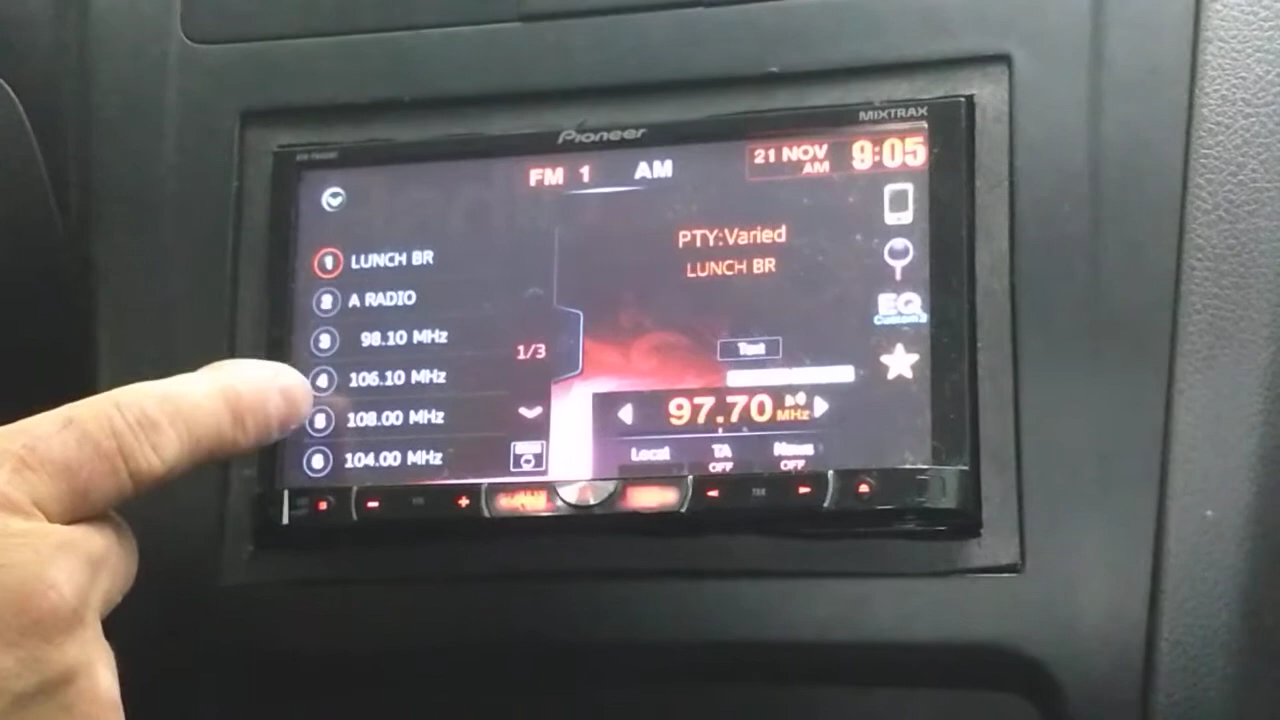 Pioneer
MIXTRAX
FM 1 AM
21 NOV
AM
9:05
1 LUNCH BR
2 A RADIO
3 98.10 MHz
4 106.10 MHz
5 108.00 MHz
6 104.00 MHz
1/3
PTY:Varied
LUNCH BR
Text
97.70 MHz
Local
TA
OFF
News
OFF
EQ
Custom2